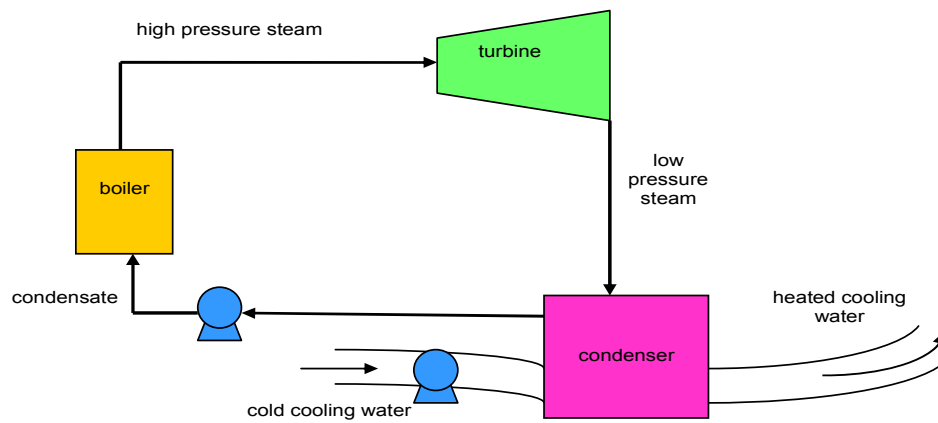 high pressure steam
turbine
low
pressure
steam
boiler
condensate
heated cooling
water
condenser
cold cooling water